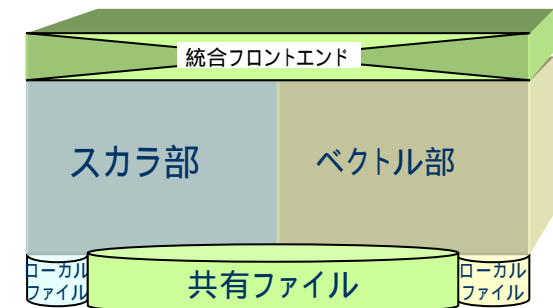 統合フロントエンド
スカラ部
ベクトル部
ローカル
ファイル
共有ファイル
ローカル
ファイル